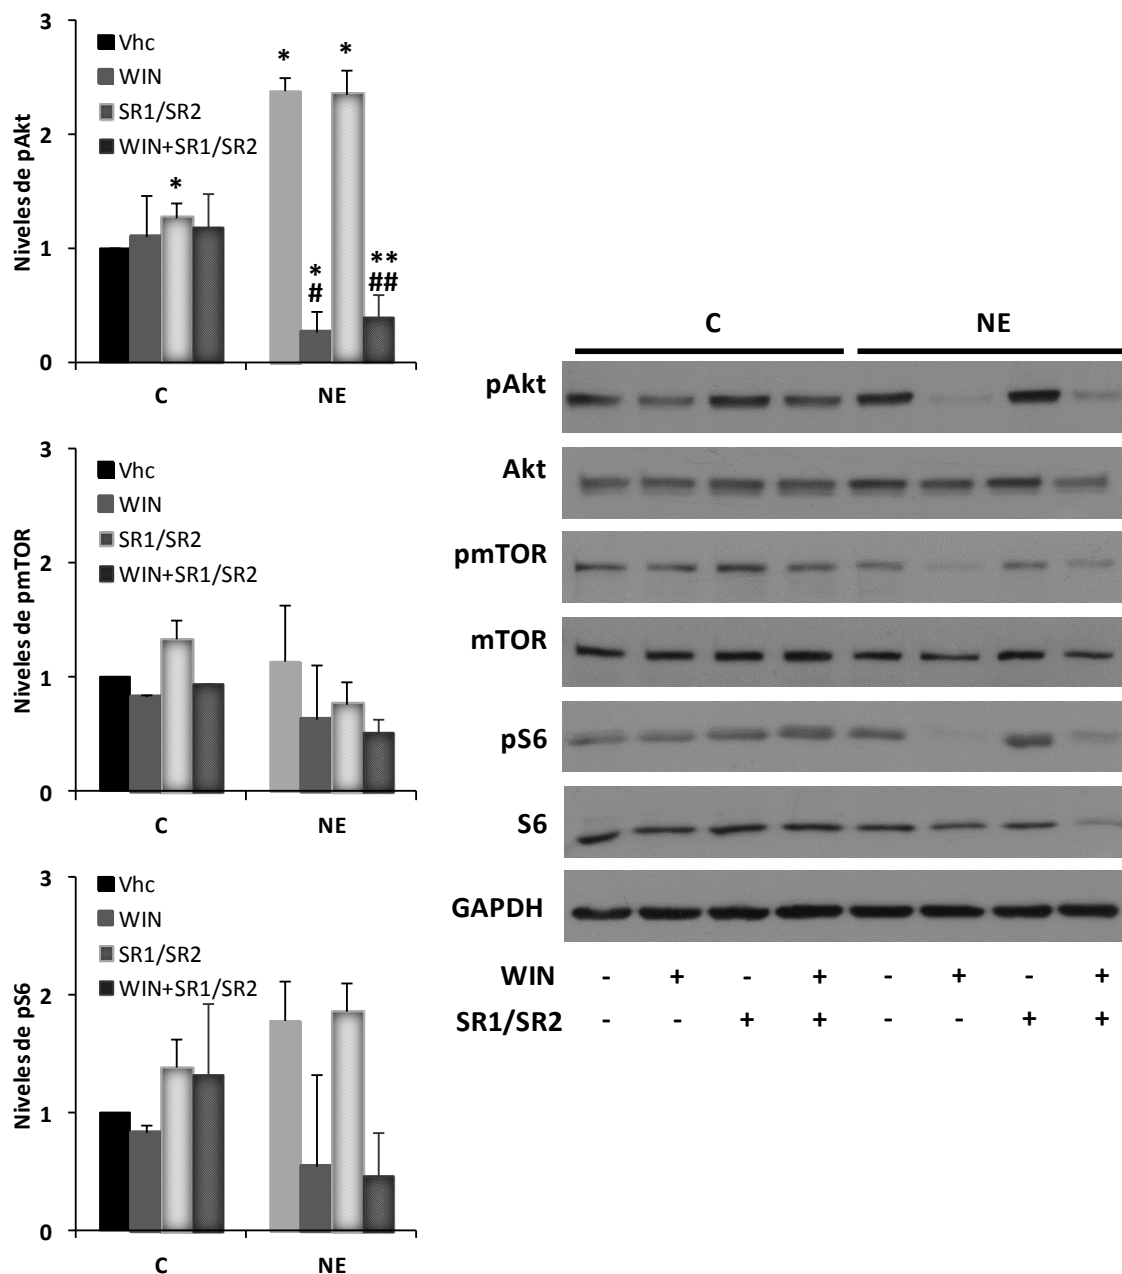 3
2
1
0
Niveles de pAkt
Vhc
WIN
SR1/SR2
WIN+SR1/SR2
*
*
*
*
#
**
##
C
NE
3
2
1
0
Niveles de pmTOR
Vhc
WIN
SR1/SR2
WIN+SR1/SR2
C
NE
3
2
1
0
Niveles de pS6
Vhc
WIN
SR1/SR2
WIN+SR1/SR2
C
NE
C NE
pAkt
Akt
pmTOR
mTOR
pS6
S6
GAPDH
WIN - + - + - + - +
SR1/SR2 - - + + - - + +